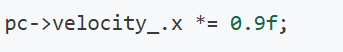 pc->velocity_.x *= 0.9f;